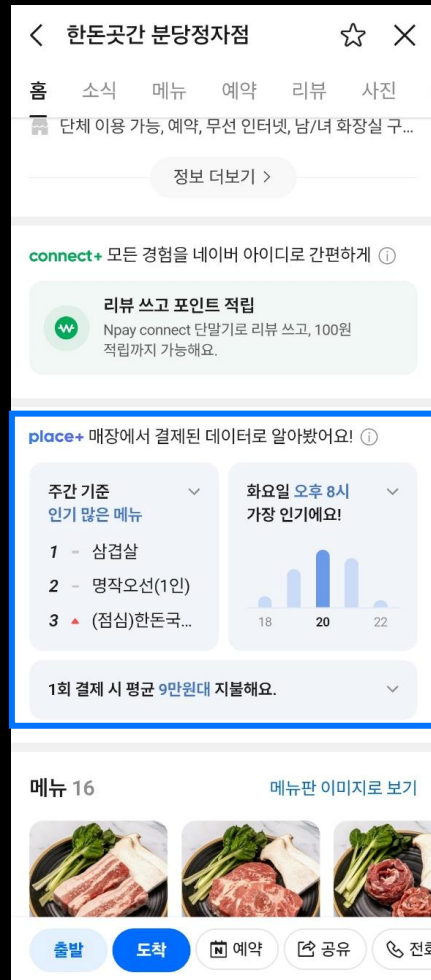 한돈곳간 분당정자점
홈 소식 메뉴 예약 리뷰 사진
단체 이용 가능, 예약, 무선 인터넷, 남/녀 화장실 구...
정보 더보기 >
connect+ 모든 경험을 네이버 아이디로 간편하게
리뷰 쓰고 포인트 적립
Npay connect 단말기로 리뷰 쓰고, 100원
적립까지 가능해요.
place+ 매장에서 결제된 데이터로 알아봤어요!
주간 기준
인기 많은 메뉴
1 - 삼겹살
2 - 명작오선(1인)
3 ▲ (점심)한돈국...
화요일 오후 8시
가장 인기에요!
18 20 22
1회 결제 시 평균 9만원대 지불해요.
메뉴 16
메뉴판 이미지로 보기
출발 도착 N 예약 공유 전화